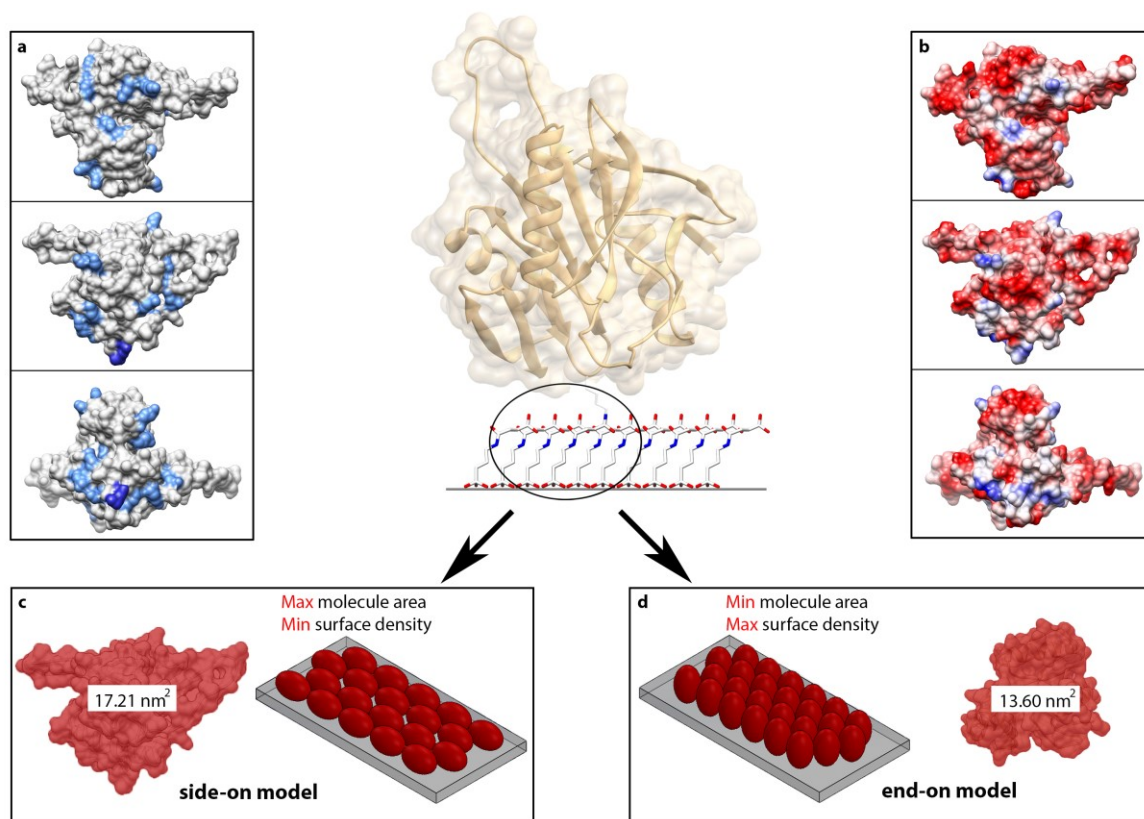 a
b
c
Max molecule area
Min surface density
17.21 nm²
side-on model
d
Min molecule area
Max surface density
13.60 nm²
end-on model